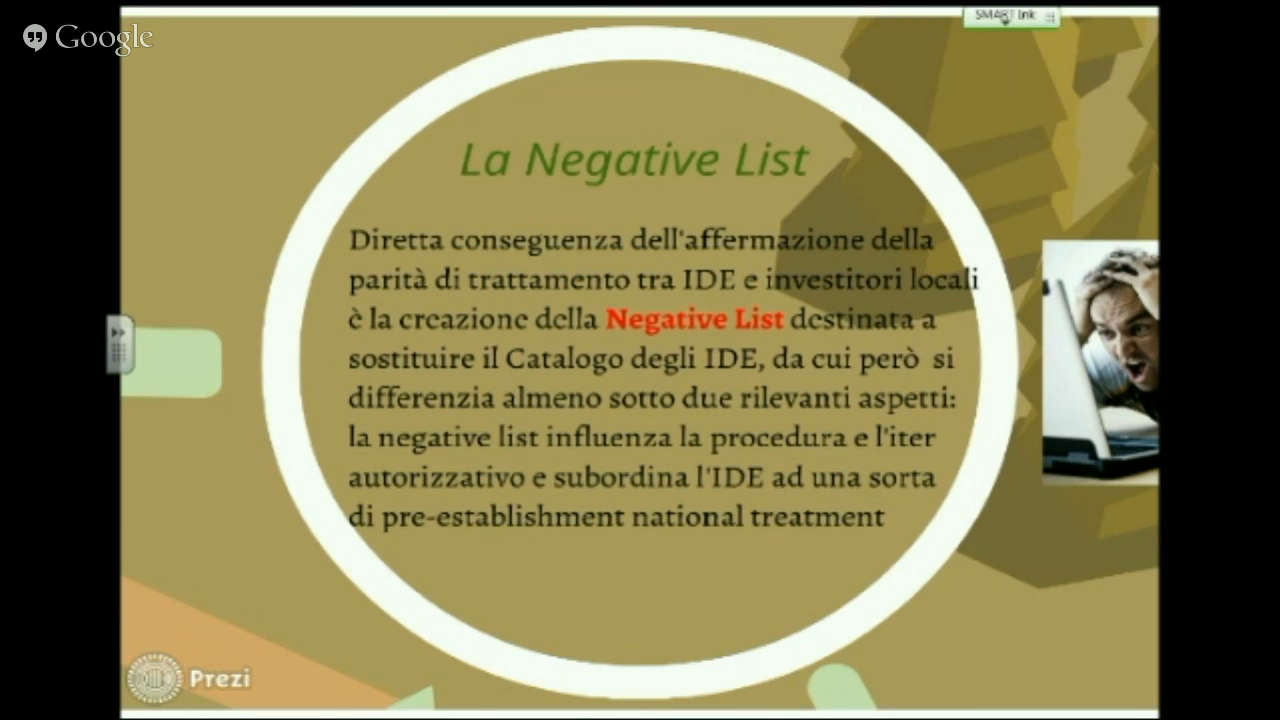 Google
SMART Ink
La Negative List
Diretta conseguenza dell'affermazione della
parità di trattamento tra IDE e investitori locali
è la creazione della Negative List destinata a
sostituire il Catalogo degli IDE, da cui però si
differenzia almeno sotto due rilevanti aspetti:
la negative list influenza la procedura e l'iter
autorizzativo e subordina l'IDE ad una sorta
di pre-establishment national treatment
Prezi